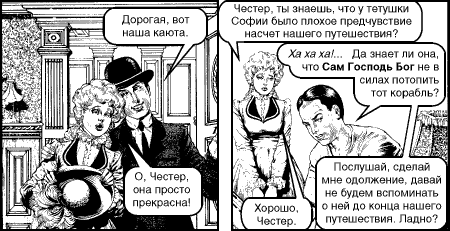 Дорогая, вот
наша каюта.
О, Честер,
она просто
прекрасна!
Честер, ты знаешь, что у тетушки
Софии было плохое предчувствие
насчет нашего путешествия?
Ха ха ха!... Да знает ли она,
что Сам Господь Бог не в
силах потопить
тот корабль?
Послушай, сделай
мне одолжение, давай
не будем вспоминать
о ней до конца нашего
путешествия. Ладно?
Хорошо,
Честер.